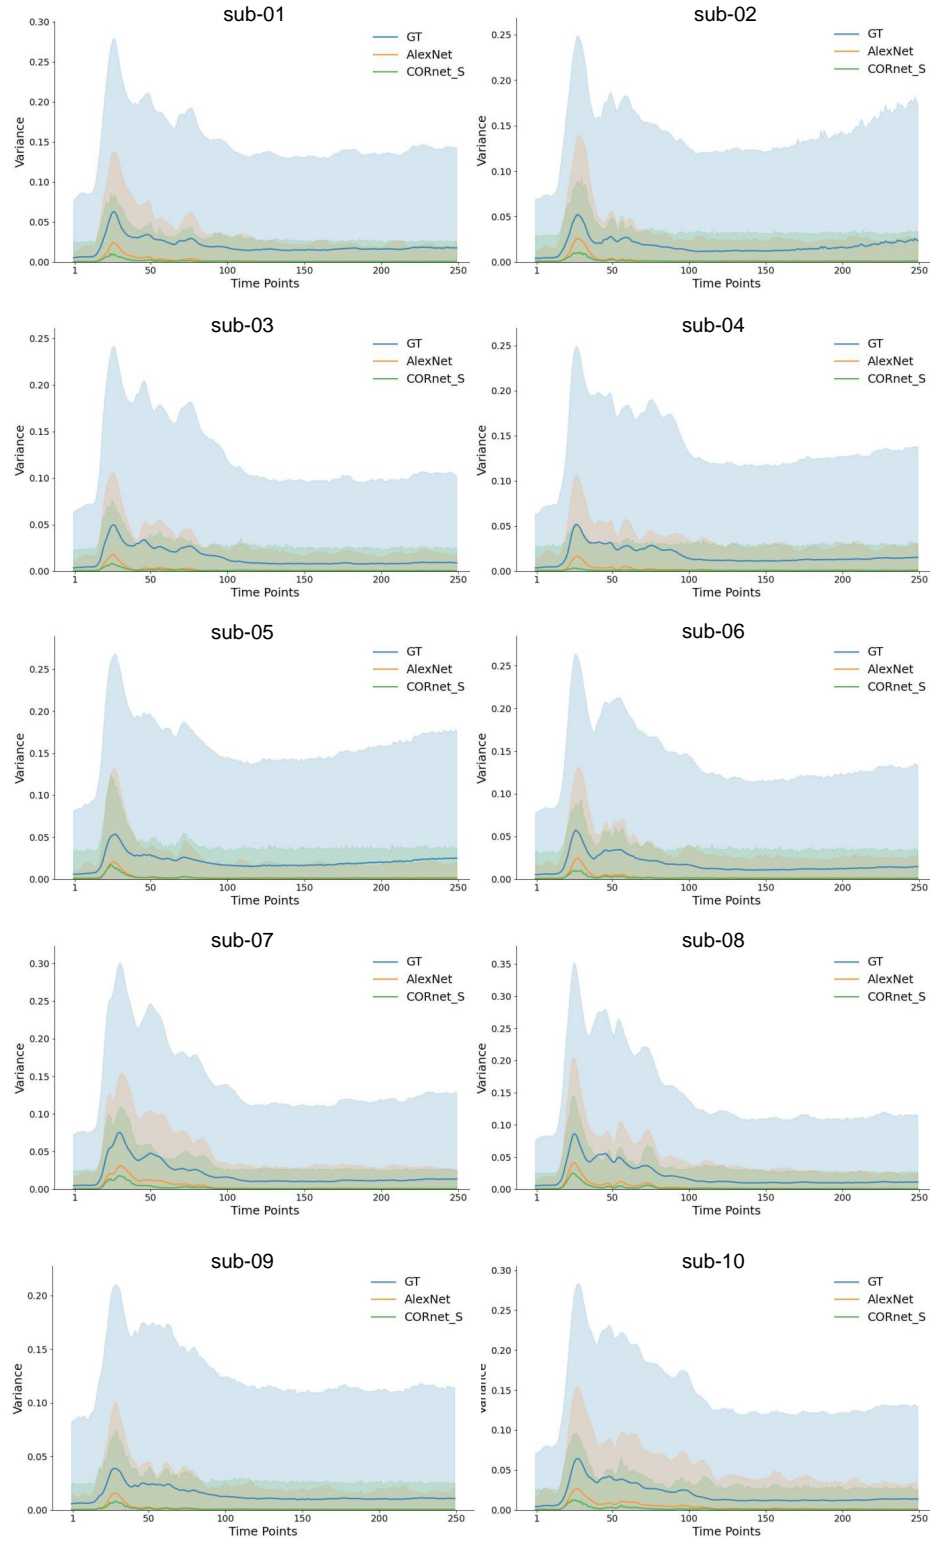 sub-01
0.30
0.25
0.20
0.15
0.10
0.05
0.00
Variance
GT
AlexNet
CORnet_S
1 50 100 150 200 250
Time Points
sub-02
0.25
0.20
0.15
0.10
0.05
0.00
Variance
GT
AlexNet
CORnet_S
1 50 100 150 200 250
Time Points
sub-03
0.25
0.20
0.15
0.10
0.05
0.00
Variance
GT
AlexNet
CORnet_S
1 50 100 150 200 250
Time Points
sub-04
0.25
0.20
0.15
0.10
0.05
0.00
Variance
GT
AlexNet
CORnet_S
1 50 100 150 200 250
Time Points
sub-05
0.25
0.20
0.15
0.10
0.05
0.00
Variance
GT
AlexNet
CORnet_S
1 50 100 150 200 250
Time Points
sub-06
0.25
0.20
0.15
0.10
0.05
0.00
Variance
GT
AlexNet
CORnet_S
1 50 100 150 200 250
Time Points
sub-07
0.30
0.25
0.20
0.15
0.10
0.05
0.00
Variance
GT
AlexNet
CORnet_S
1 50 100 150 200 250
Time Points
sub-08
0.35
0.30
0.25
0.20
0.15
0.10
0.05
0.00
Variance
GT
AlexNet
CORnet_S
1 50 100 150 200 250
Time Points
sub-09
0.20
0.15
0.10
0.05
0.00
Variance
GT
AlexNet
CORnet_S
1 50 100 150 200 250
Time Points
sub-10
0.30
0.25
0.20
0.15
0.10
0.05
0.00
Variance
GT
AlexNet
CORnet_S
1 50 100 150 200 250
Time Points